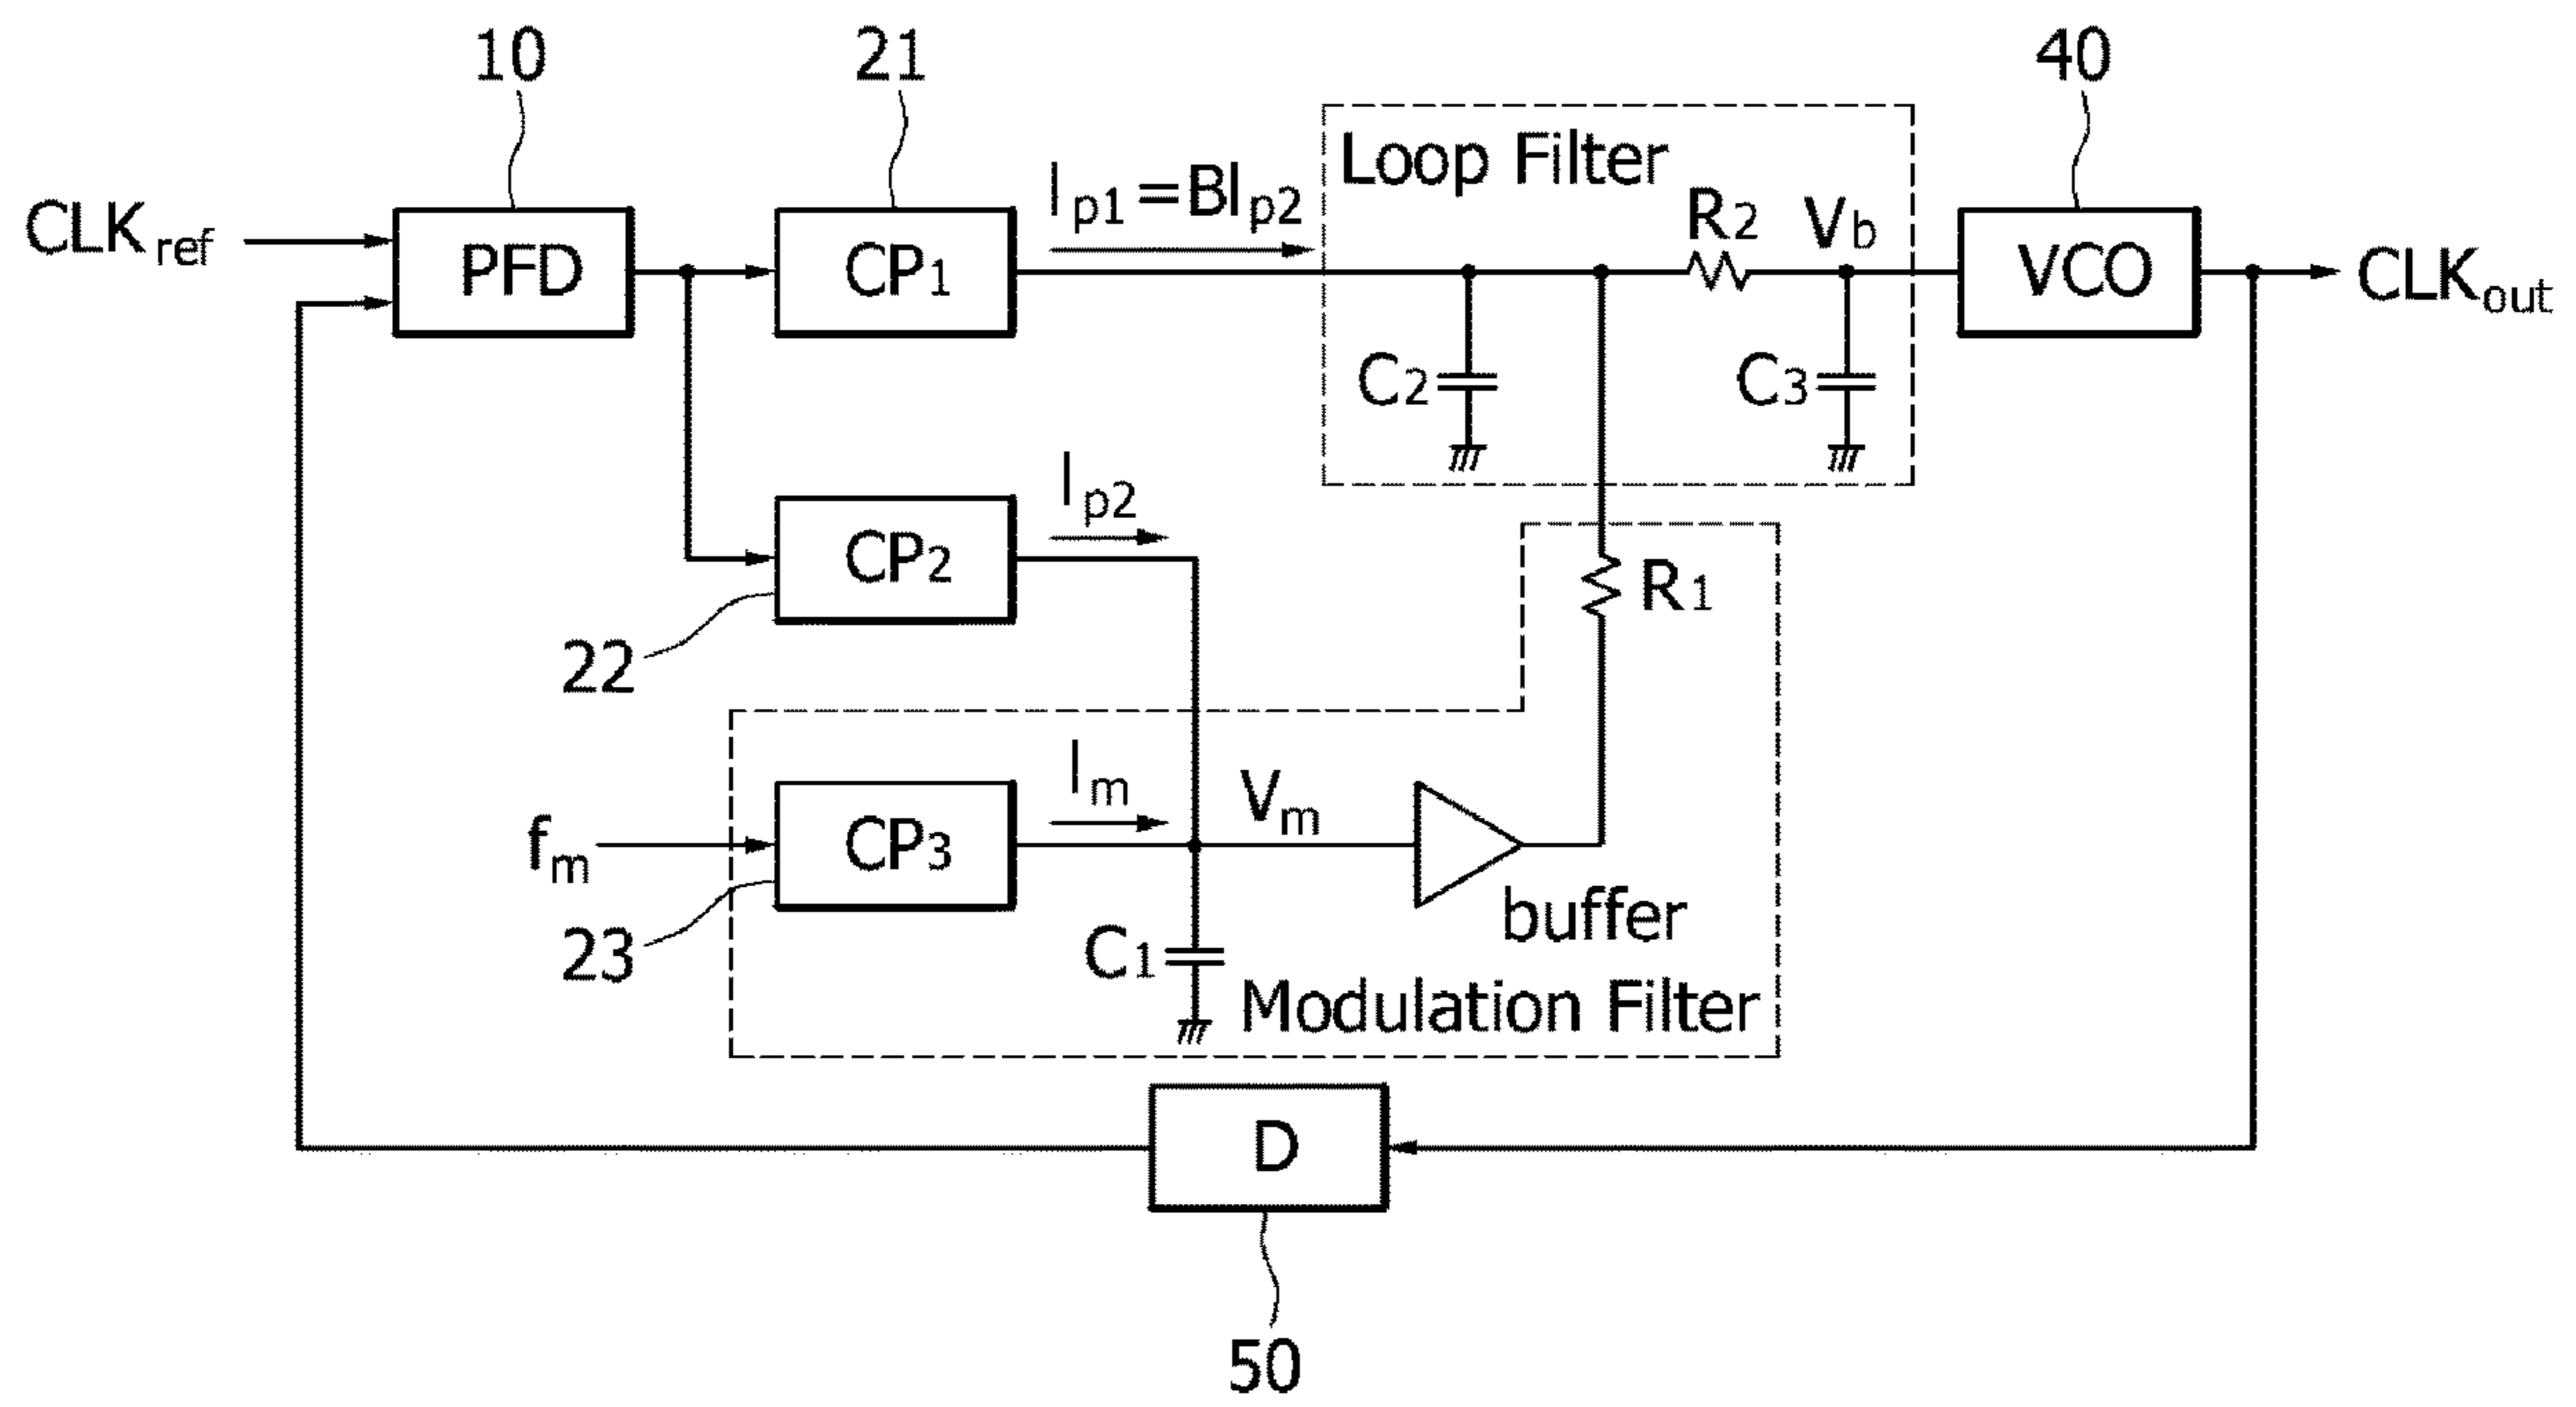 10
21
40
CLKref
PFD
CP1
Ip1=BIp2
Loop Filter
R2
Vb
VCO
CLKout
C2
C3
CP2
Ip2
22
R1
fm
CP3
Im
Vm
23
C1
buffer
Modulation Filter
D
50